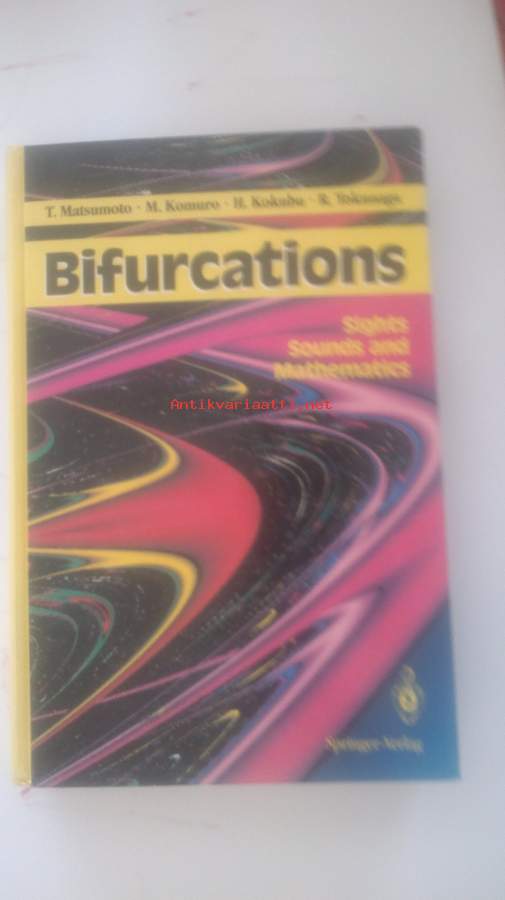 T. Matsumoto · M. Komuro · H. Kokubu · R. Tokunaga
Bifurcations
Sights
Sounds and
Mathematics
Antikvariaatti.net
Springer-Verlag